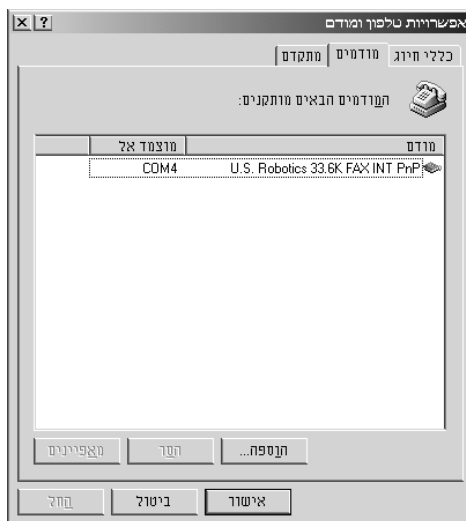 אפשרויות טלפון ומודם
כללי חיוג מודמים מתקדם
המודמים הבאים מותקנים:
מודם מוצמד אל
U.S. Robotics 33.6K FAX INT PnP COM4
הוספה... הסר מאפיינים
אישור ביטול החל